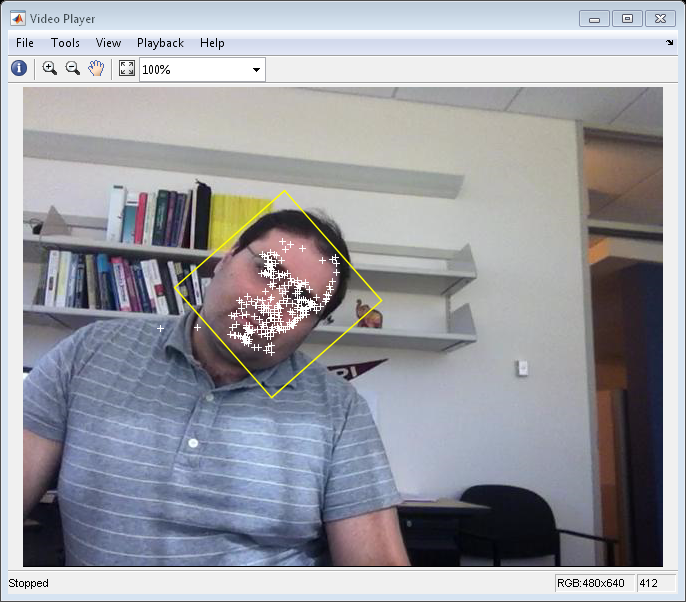 Video Player
File Tools View Playback Help
100%
Stopped
RGB:480x640
412